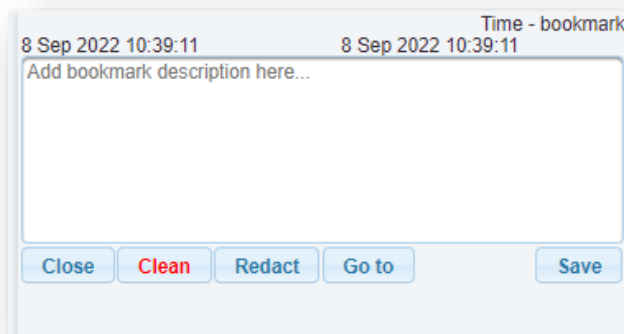 Time - bookmark
8 Sep 2022 10:39:11 8 Sep 2022 10:39:11
Add bookmark description here...
Close Clean Redact Go to Save